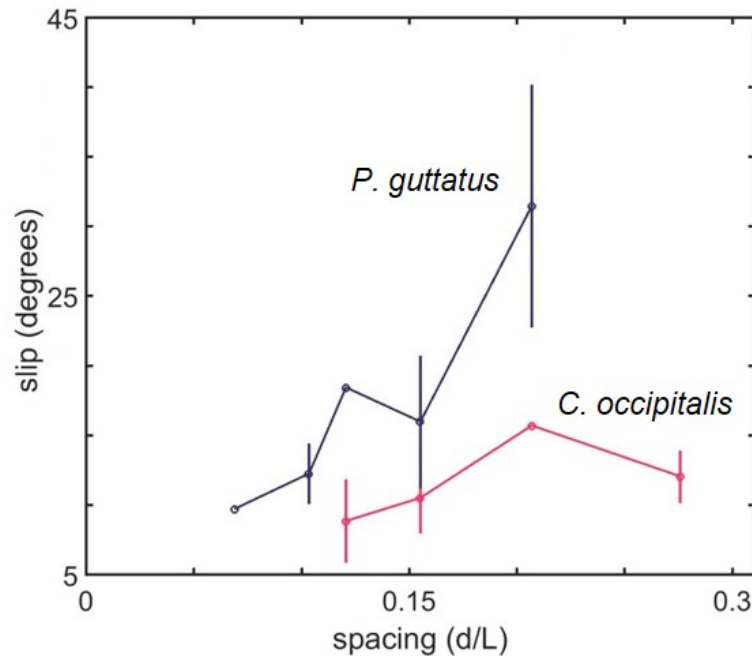 45
P. guttatus
slip (degrees)
25
C. occipitalis
5
0
0.15
0.3
spacing (d/L)